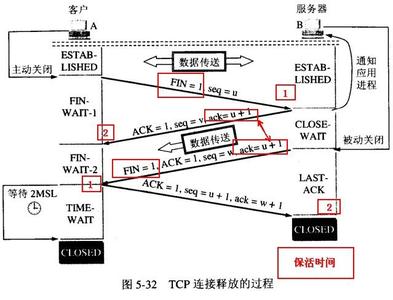 客户
服务器
A
B
ESTAB-
LISHED
数据传送
ESTAB-
LISHED
通知
应用
进程
主动关闭
FIN = 1, seq = u
1
FIN-
WAIT-1
2
ACK = 1, seq = v, ack= u + 1
CLOSE-
WAIT
数据传送
被动关闭
FIN-
WAIT-2
FIN = 1, ACK = 1, seq = w, ack= u + 1
等待 2MSL
1
ACK = 1, seq = u + 1, ack = w + 1
LAST-
ACK
TIME-
WAIT
2
CLOSED
CLOSED
保活时间
图 5-32 TCP 连接释放的过程